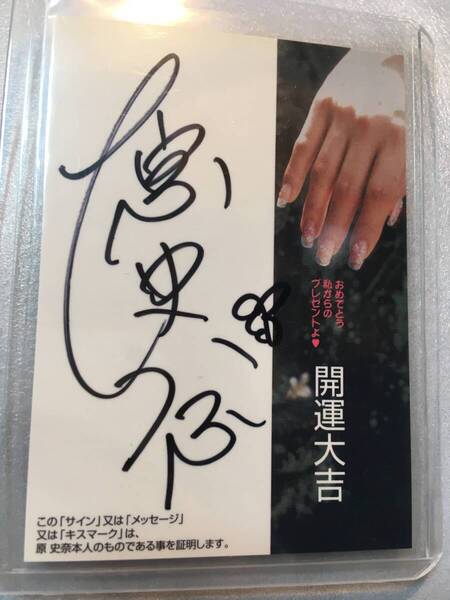 原史奈
おめでとう
私からの
プレゼントよ♥
開運大吉
この「サイン」又は「メッセージ」
又は「キスマーク」は、
原 史奈本人のものである事を証明します。